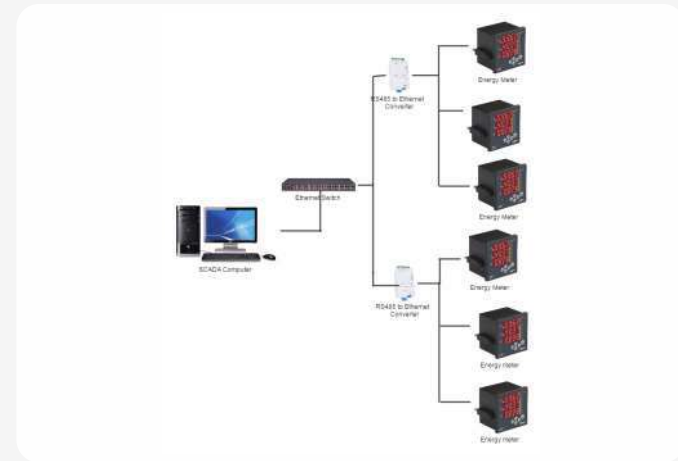 Energy Meter
RS485 to Ethernet
Converter
Ethernet Switch
Energy Meter
SCADA Computer
Energy Meter
RS485 to Ethernet
Converter
Energy meter
Energy meter